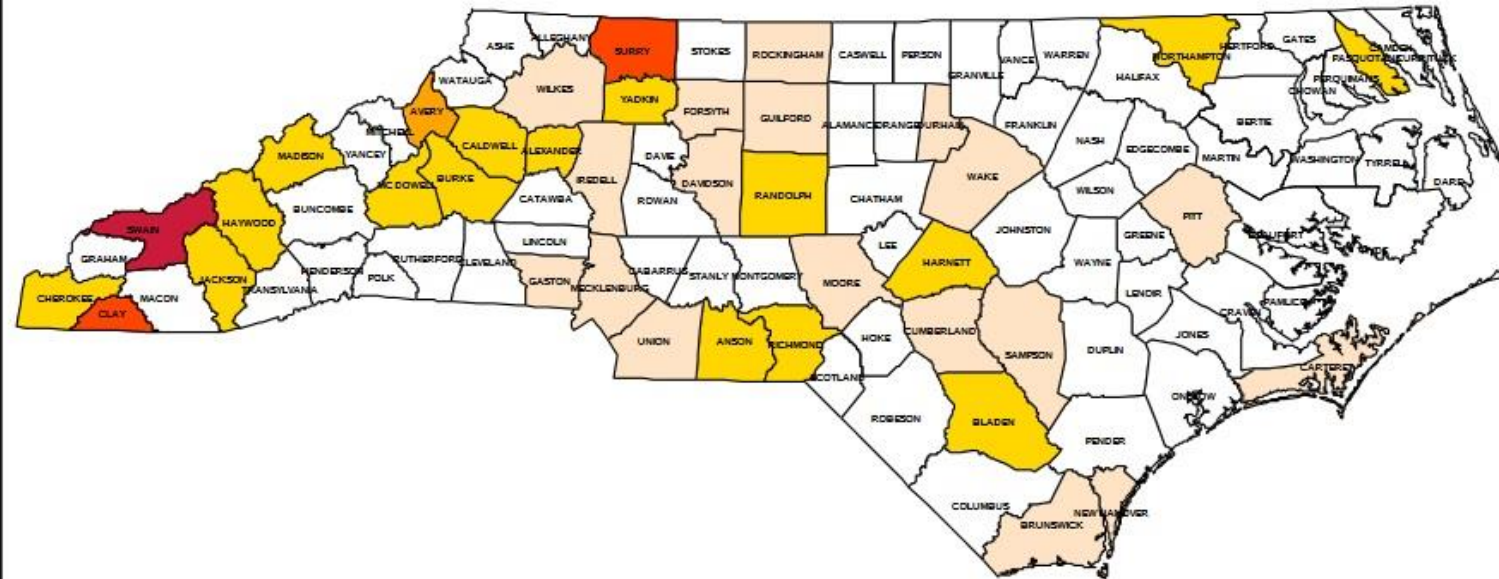 ASHE
ALLEGHANY
SURRY
STOKES
ROCKINGHAM
CASWELL
PERSON
GRANVILLE
VANCE
WARREN
NORTHAMPTON
HERTFORD
GATES
CAMDEN
PASQUOTANK
CURRITUCK
PERQUIMANS
CHOWAN
HALIFAX
BERTIE
WATAUGA
WILKES
YADKIN
FORSYTH
GUILFORD
ALAMANCE
ORANGE
DURHAM
FRANKLIN
NASH
EDGECOMBE
MARTIN
WASHINGTON
TYRRELL
DARE
AVERY
MITCHELL
YANCEY
MADISON
CALDWELL
ALEXANDER
IREDELL
DAVIE
DAVIDSON
RANDOLPH
CHATHAM
WAKE
WILSON
PITT
BEAUFORT
HYDE
MC DOWELL
BURKE
CATAWBA
ROWAN
BUNCOMBE
HAYWOOD
SWAIN
GRAHAM
JACKSON
CHEROKEE
CLAY
MACON
TRANSYLVANIA
HENDERSON
POLK
RUTHERFORD
CLEVELAND
LINCOLN
GASTON
MECKLENBURG
CABARRUS
STANLY
MONTGOMERY
MOORE
LEE
HARNETT
JOHNSTON
GREENE
WAYNE
LENOIR
CRAVEN
PAMLICO
JONES
CARTERET
UNION
ANSON
RICHMOND
SCOTLAND
HOKE
CUMBERLAND
SAMPSON
DUPLIN
ONSLOW
ROBESON
BLADEN
PENDER
COLUMBUS
BRUNSWICK
NEW HANOVER